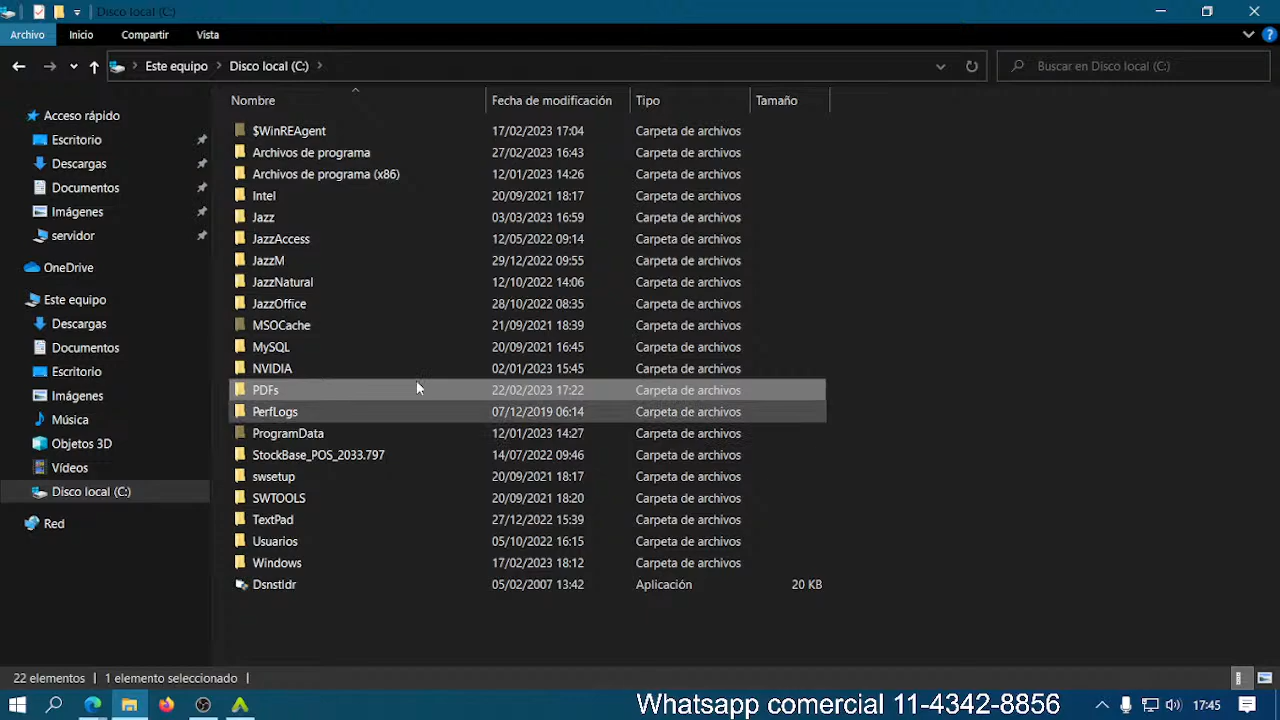 Disco local (C:)
Archivo Inicio Compartir Vista
Este equipo Disco local (C:) Buscar en Disco local (C:)
Nombre Fecha de modificación Tipo Tamaño
Acceso rápido
Escritorio
Descargas
Documentos
Imágenes
servidor
OneDrive
Este equipo
Descargas
Documentos
Escritorio
Imágenes
Música
Objetos 3D
Vídeos
Disco local (C:)
Red
$WinREAgent 17/02/2023 17:04 Carpeta de archivos
Archivos de programa 27/02/2023 16:43 Carpeta de archivos
Archivos de programa (x86) 12/01/2023 14:26 Carpeta de archivos
Intel 20/09/2021 18:17 Carpeta de archivos
Jazz 03/03/2023 16:59 Carpeta de archivos
JazzAccess 12/05/2022 09:14 Carpeta de archivos
JazzM 29/12/2022 09:55 Carpeta de archivos
JazzNatural 12/10/2022 14:06 Carpeta de archivos
JazzOffice 28/10/2022 08:35 Carpeta de archivos
MSOCache 21/09/2021 18:39 Carpeta de archivos
MySQL 20/09/2021 16:45 Carpeta de archivos
NVIDIA 02/01/2023 15:45 Carpeta de archivos
PDFs 22/02/2023 17:22 Carpeta de archivos
PerfLogs 07/12/2019 06:14 Carpeta de archivos
ProgramData 12/01/2023 14:27 Carpeta de archivos
StockBase_POS_2033.797 14/07/2022 09:46 Carpeta de archivos
swsetup 20/09/2021 18:17 Carpeta de archivos
SWTOOLS 20/09/2021 18:20 Carpeta de archivos
TextPad 27/12/2022 15:39 Carpeta de archivos
Usuarios 05/10/2022 16:15 Carpeta de archivos
Windows 17/02/2023 18:12 Carpeta de archivos
Dsnstldr 05/02/2007 13:42 Aplicación 20 KB
22 elementos 1 elemento seleccionado
Whatsapp comercial 11-4342-8856 17:45